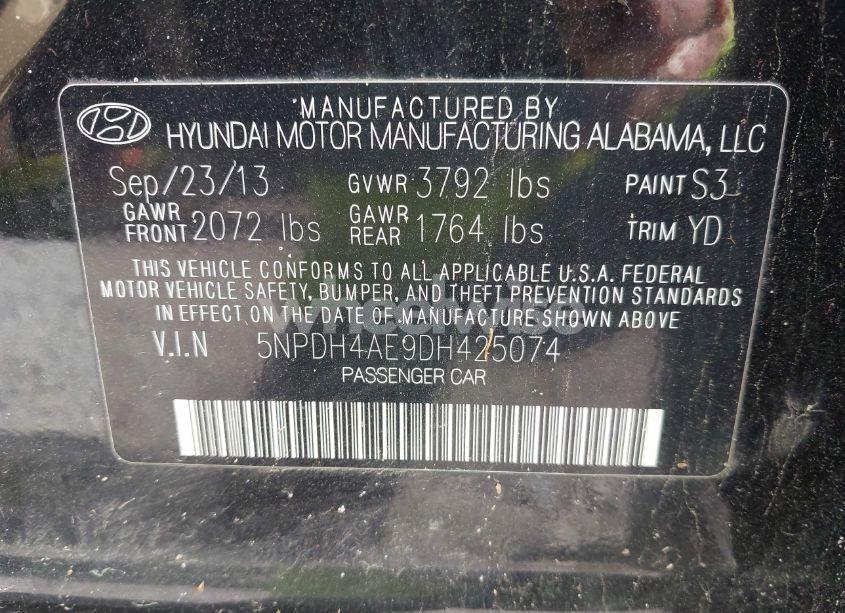 MANUFACTURED BY
HYUNDAI MOTOR MANUFACTURING ALABAMA, LLC
Sep/23/13 GVWR 3792 lbs PAINT S3
GAWR FRONT 2072 lbs GAWR REAR 1764 lbs TRIM YD
THIS VEHICLE CONFORMS TO ALL APPLICABLE U.S.A. FEDERAL
MOTOR VEHICLE SAFETY, BUMPER, AND THEFT PREVENTION STANDARDS
IN EFFECT ON THE DATE OF MANUFACTURE SHOWN ABOVE
V.I.N 5NPDH4AE9DH425074
PASSENGER CAR